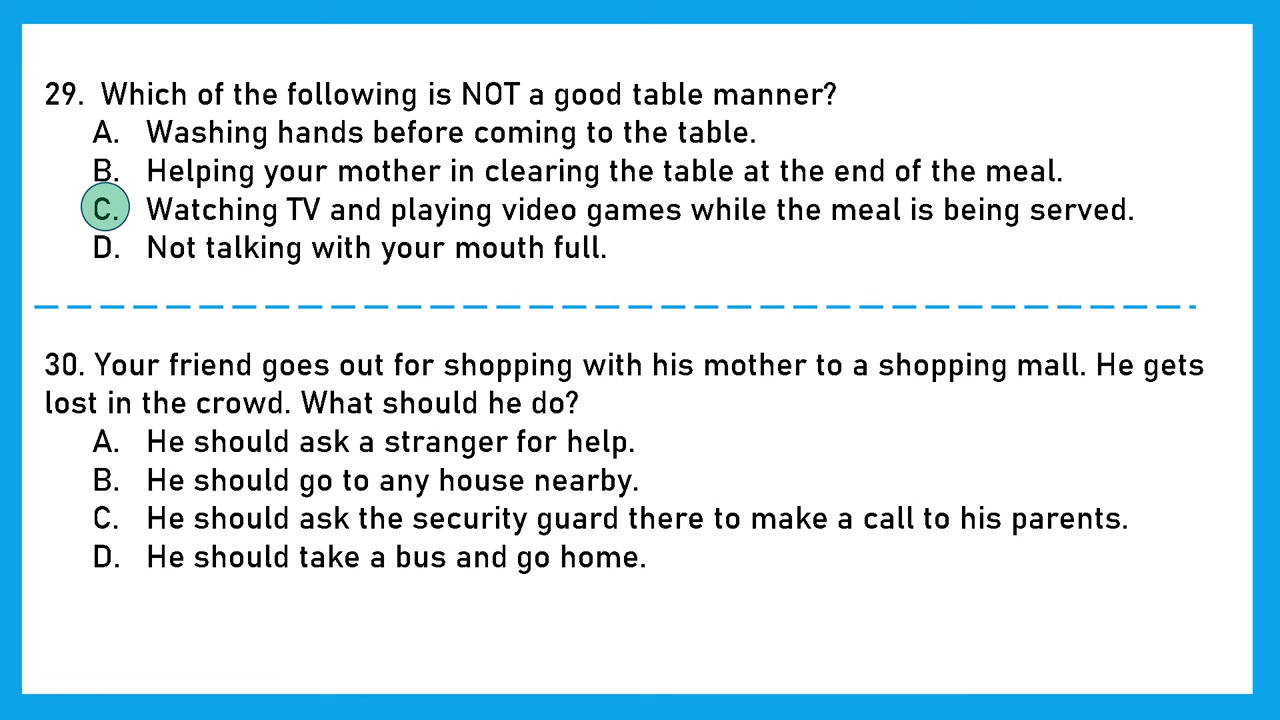 29. Which of the following is NOT a good table manner?
A. Washing hands before coming to the table.
B. Helping your mother in clearing the table at the end of the meal.
C. Watching TV and playing video games while the meal is being served.
D. Not talking with your mouth full.
30. Your friend goes out for shopping with his mother to a shopping mall. He gets
lost in the crowd. What should he do?
A. He should ask a stranger for help.
B. He should go to any house nearby.
C. He should ask the security guard there to make a call to his parents.
D. He should take a bus and go home.